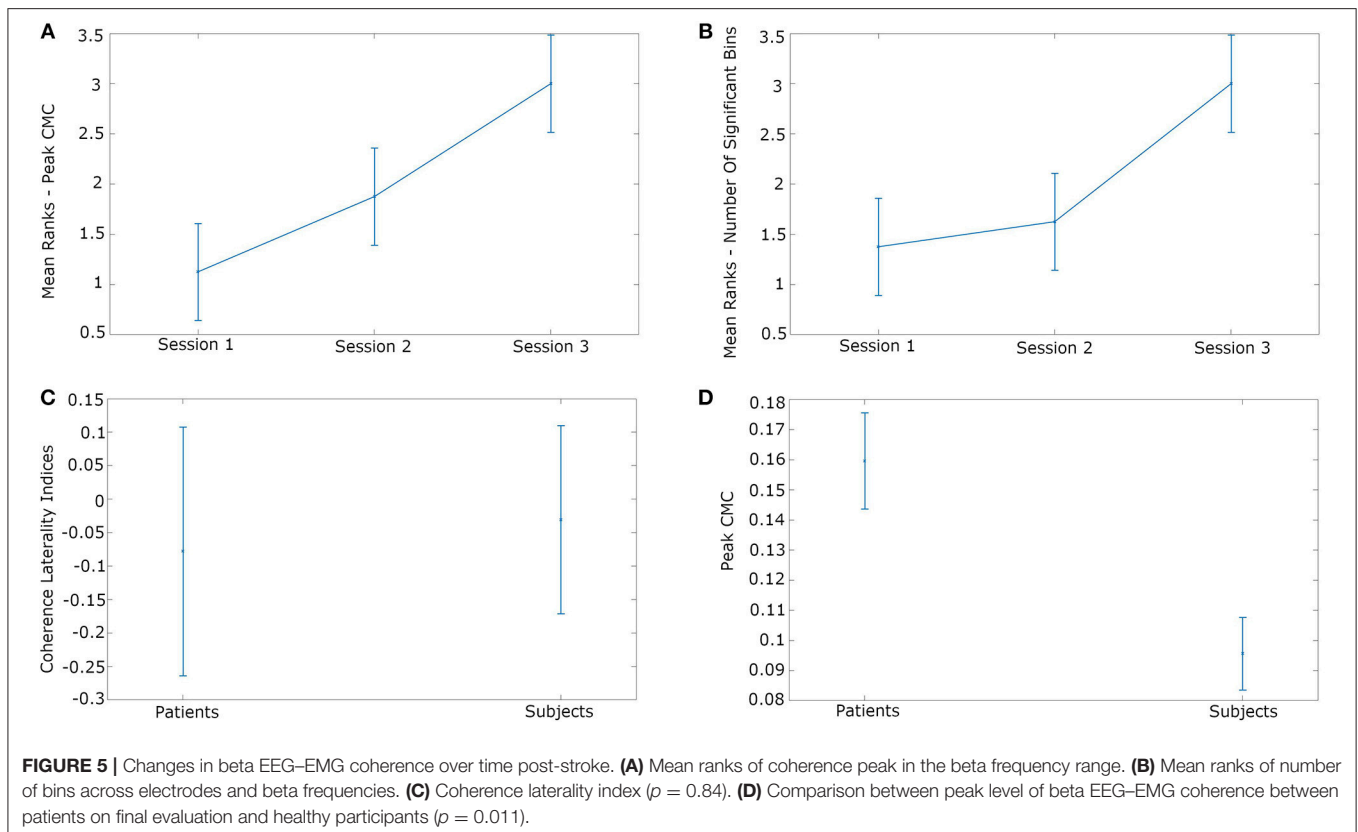 A
Mean Ranks - Peak CMC
3.5
3
2.5
2
1.5
1
0.5
Session 1 Session 2 Session 3
B
Mean Ranks - Number Of Significant Bins
3.5
3
2.5
2
1.5
1
0.5
Session 1 Session 2 Session 3
C
Coherence Laterality Indices
0.15
0.1
0.05
0
-0.05
-0.1
-0.15
-0.2
-0.25
-0.3
Patients Subjects
D
Peak CMC
0.18
0.17
0.16
0.15
0.14
0.13
0.12
0.11
0.1
0.09
0.08
Patients Subjects
FIGURE 5 | Changes in beta EEG–EMG coherence over time post-stroke. (A) Mean ranks of coherence peak in the beta frequency range. (B) Mean ranks of number
of bins across electrodes and beta frequencies. (C) Coherence laterality index (p = 0.84). (D) Comparison between peak level of beta EEG–EMG coherence between
patients on final evaluation and healthy participants (p = 0.011).